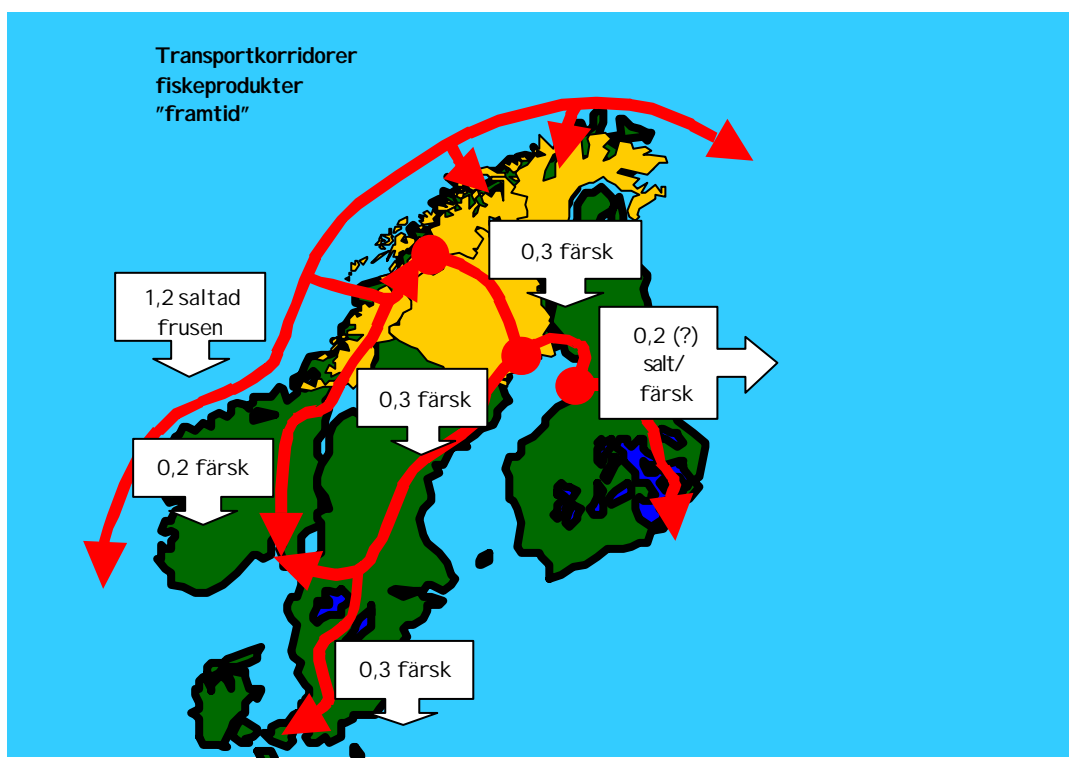 Transportkorridorer
fiskeprodukter
"framtid"
0,3 färsk
1,2 saltad
frusen
0,2 (?)
salt/
färsk
0,3 färsk
0,2 färsk
0,3 färsk